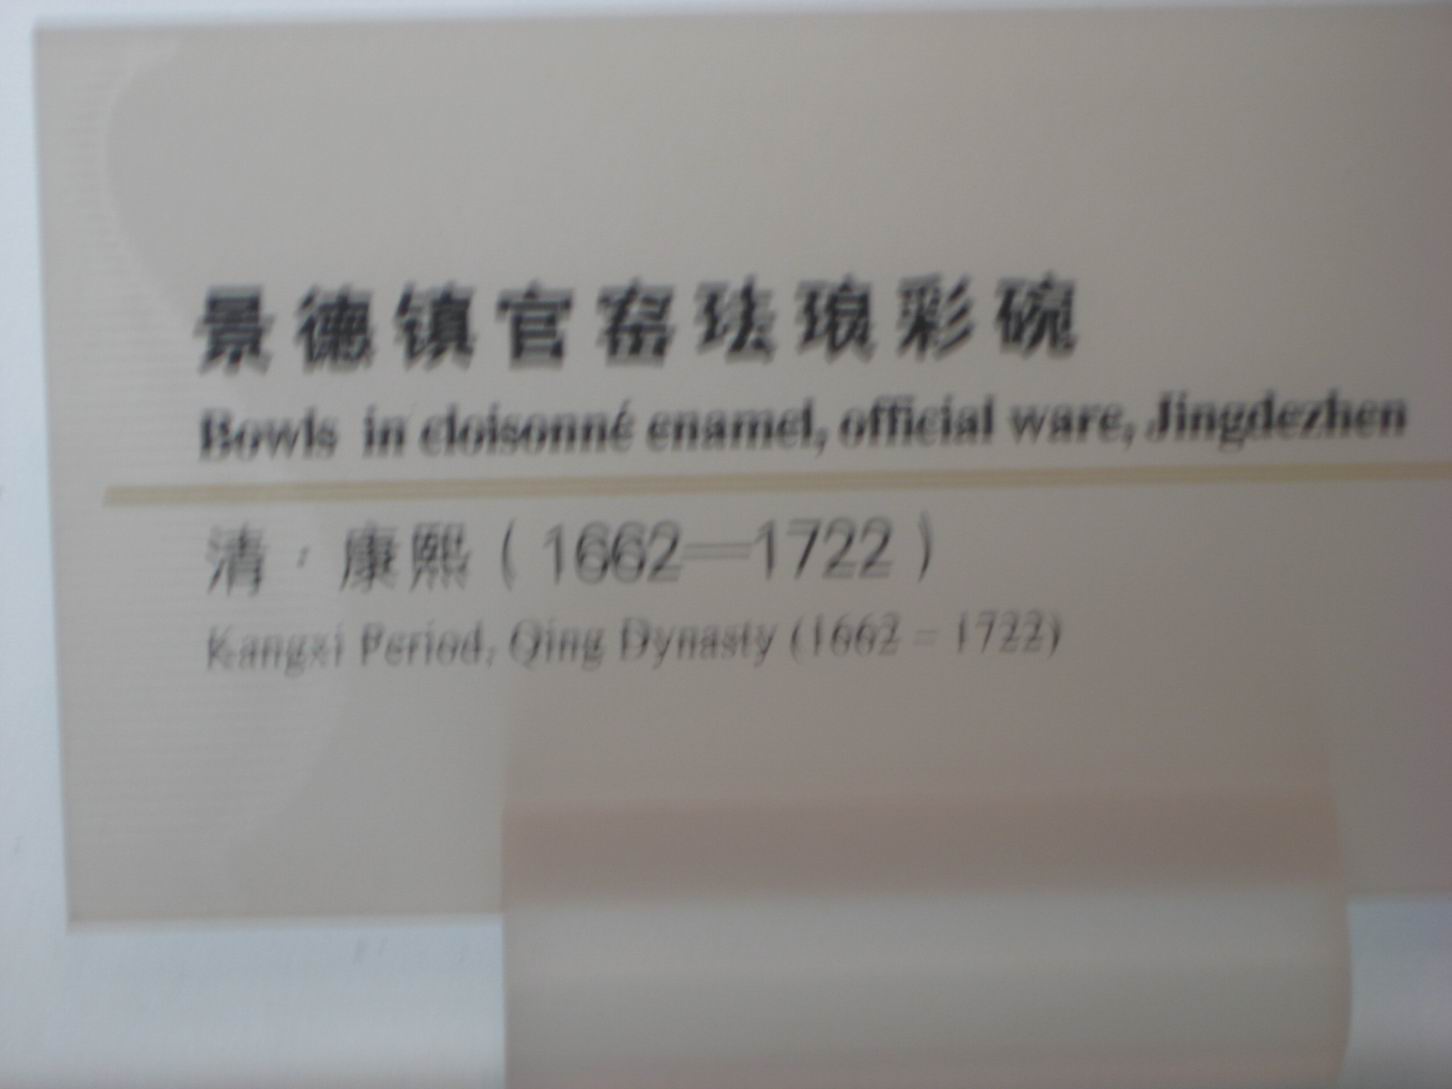 景德镇官窑珐琅彩碗
Bowls in cloisonné enamel, official ware, Jingdezhen
清·康熙（1662—1722）
Kangxi Period, Qing Dynasty (1662 – 1722)